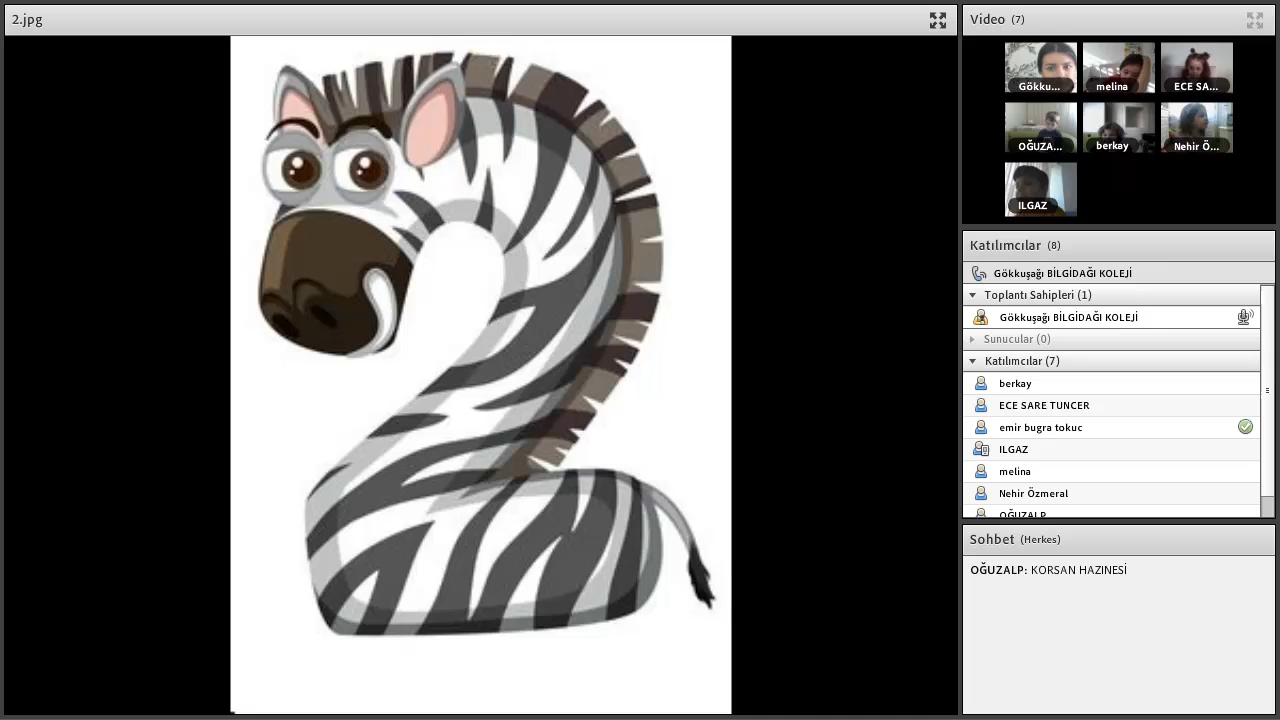 2.jpg
Video (7)
Gökku...
melina
ECE SA...
OĞUZA...
berkay
Nehir Ö...
ILGAZ
Katılımcılar (8)
Gökkuşağı BİLGİDAĞI KOLEJİ
Toplantı Sahipleri (1)
Gökkuşağı BİLGİDAĞI KOLEJİ
Sunucular (0)
Katılımcılar (7)
berkay
ECE SARE TUNCER
emir bugra tokuc
ILGAZ
melina
Nehir Özmeral
OĞUZALP
Sohbet (Herkes)
OĞUZALP: KORSAN HAZINESİ